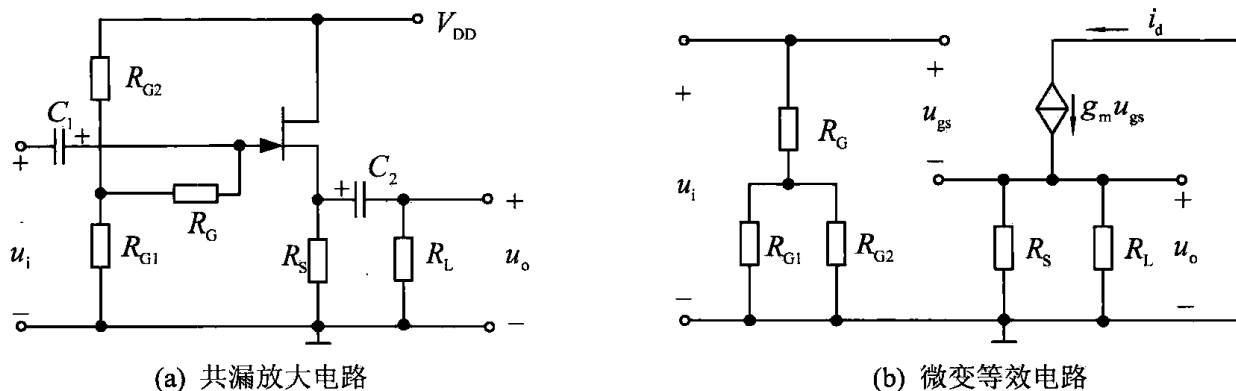 V_DD
R_G2
C_1
+
+
R_G
+
C_2
+
u_i
R_G1
R_S
R_L
u_o
−
−
(a) 共漏放大电路
i_d
+
+
u_gs
g_m u_gs
R_G
−
u_i
+
R_G1
R_G2
R_S
R_L
u_o
−
−
(b) 微变等效电路